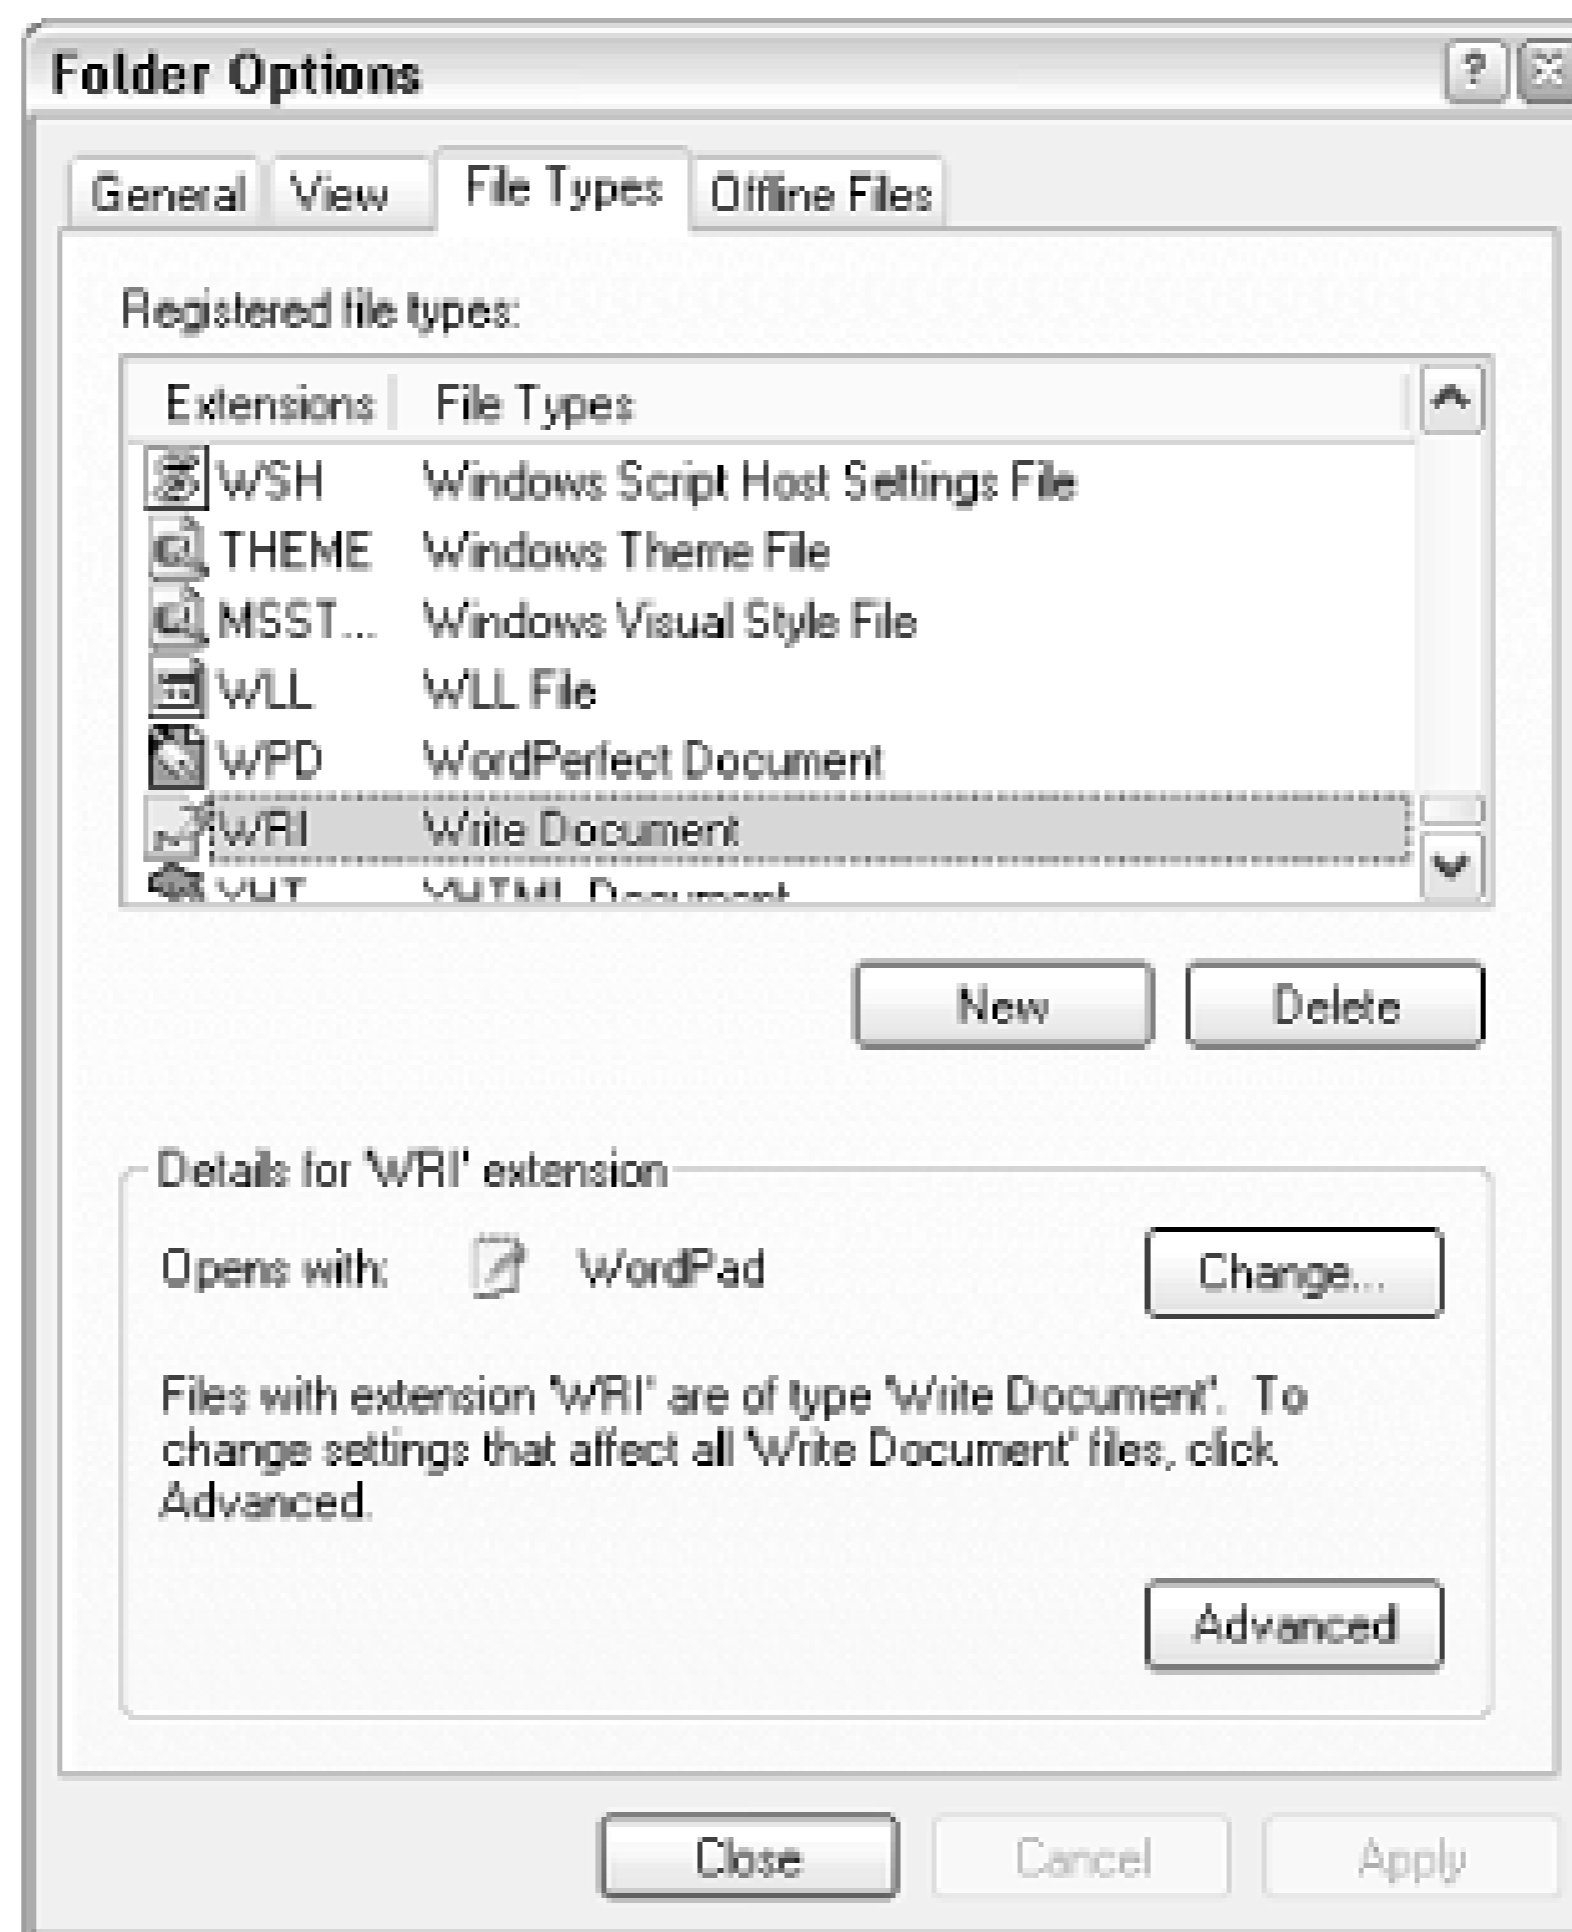 Folder Options
General View File Types Offline Files
Registered file types:
Extensions File Types
WSH Windows Script Host Settings File
THEME Windows Theme File
MSST... Windows Visual Style File
WLL WLL File
WPD WordPerfect Document
WRI Write Document
XHT XHTML Document
New Delete
Details for 'WRI' extension
Opens with: WordPad Change...
Files with extension 'WRI' are of type 'Write Document'. To
change settings that affect all 'Write Document' files, click
Advanced.
Advanced
Close Cancel Apply